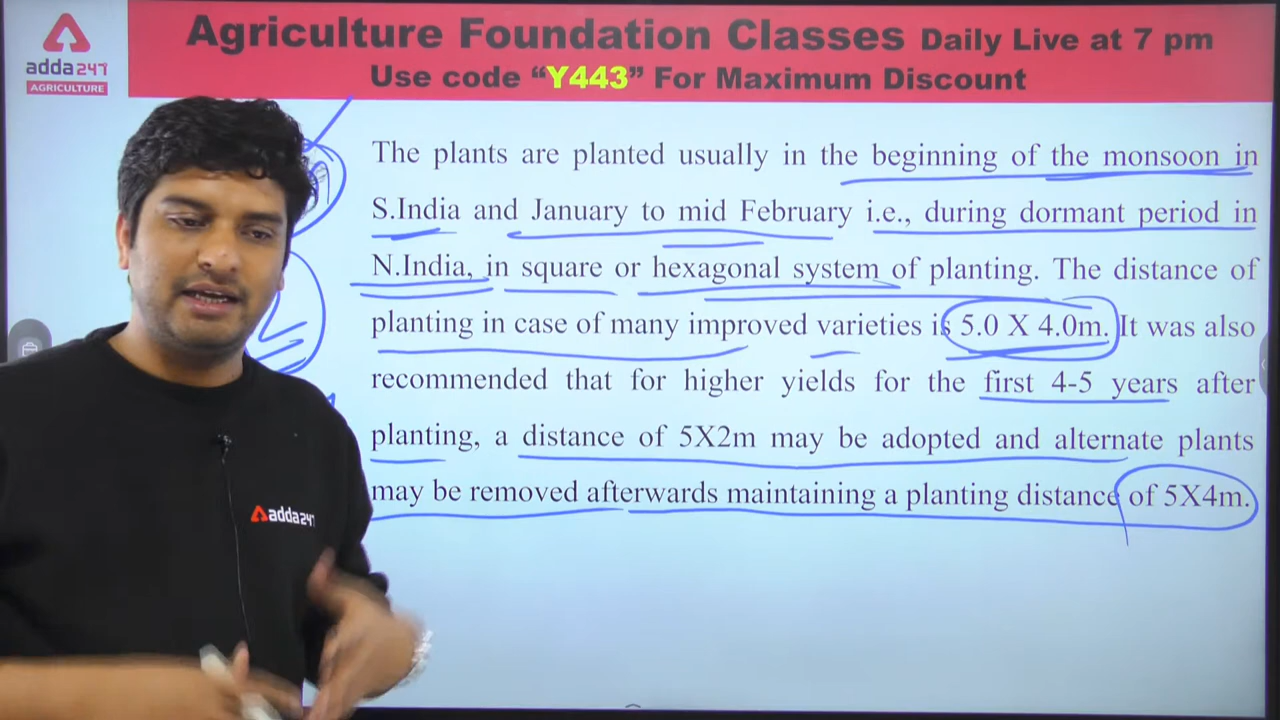 Agriculture Foundation Classes Daily Live at 7 pm
Use code “Y443” For Maximum Discount
adda247
AGRICULTURE
The plants are planted usually in the beginning of the monsoon in
S.India and January to mid February i.e., during dormant period in
N.India, in square or hexagonal system of planting. The distance of
planting in case of many improved varieties is 5.0 X 4.0m. It was also
recommended that for higher yields for the first 4-5 years after
planting, a distance of 5X2m may be adopted and alternate plants
may be removed afterwards maintaining a planting distance of 5X4m.
adda247